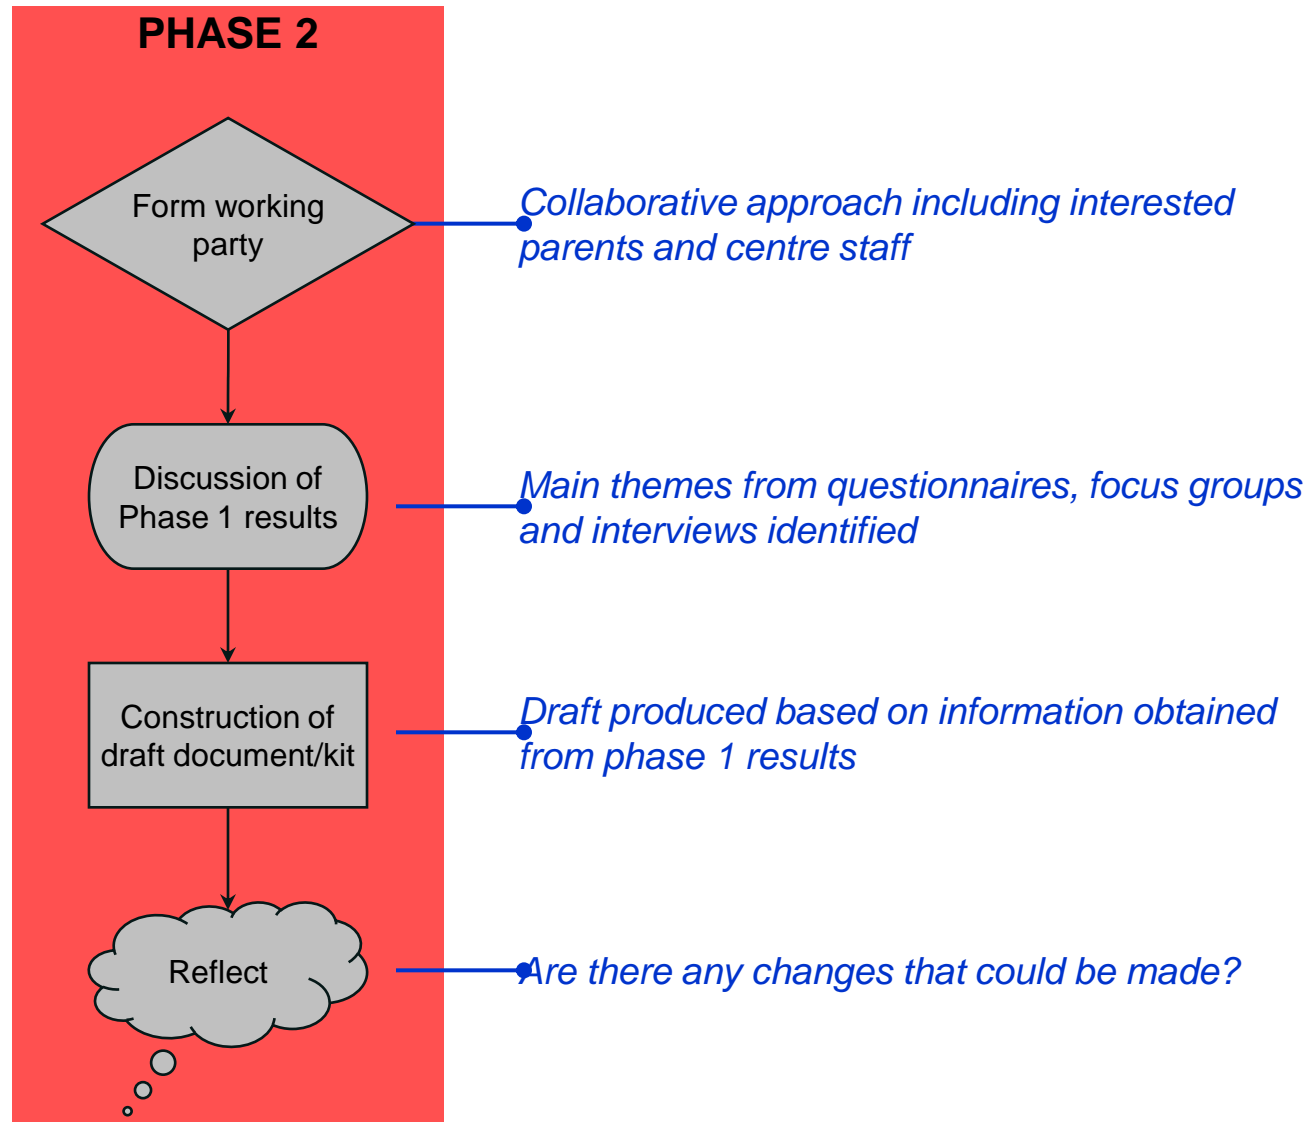 PHASE 2
Form working
party
Collaborative approach including interested
parents and centre staff
Discussion of
Phase 1 results
Main themes from questionnaires, focus groups
and interviews identified
Construction of
draft document/kit
Draft produced based on information obtained
from phase 1 results
Reflect
Are there any changes that could be made?